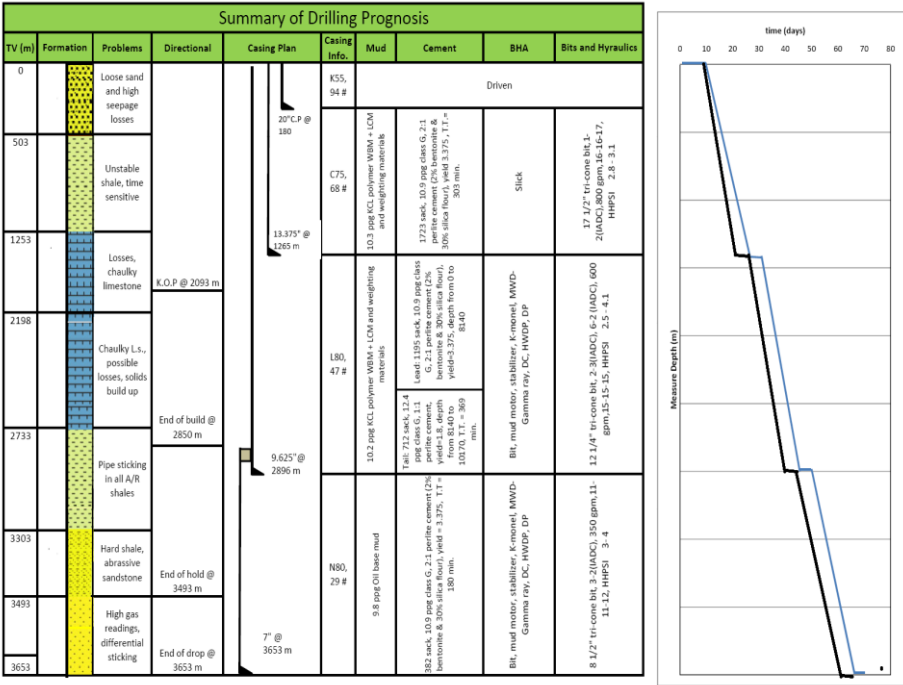 Summary of Drilling Prognosis
TV (m)
Formation
Problems
Directional
Casing Plan
Casing
Info.
Mud
Cement
BHA
Bits and Hyraulics
0
Loose sand
and high
seepage
losses
20"C.P @
180
K55,
94 #
Driven
503
Unstable
shale, time
sensitive
13.375" @
1265 m
C75,
68 #
10.3 ppg KCL polymer WBM + LCM
and weighting materials
1723 sack, 10.9 ppg class G, 2:1
perlite cement (2% bentonite &
30% silica flour), yield 3.375 , T.T.=
303 min.
Slick
17 1/2" tri-cone bit,1-
2(IADC),800 gpm,16-16-17,
HHPSI 2.8 - 3.1
1253
Losses,
chaulky
limestone
K.O.P @ 2093 m
2198
Chaulky L.s.,
possible
losses, solids
build up
End of build @
2850 m
L80,
47 #
10.2 ppg KCL polymer WBM + LCM and weighting
materials
Lead: 1195 sack, 10.9 ppg class
G, 2:1 perlite cement (2%
bentonite & 30% silica flour),
yield=3.375, depth from 0 to
8140
Tail: 712 sack, 12.4
ppg class G, 1:1
perlite cement,
yield=1.8, depth
from 8140 to
10170, T.T. = 369
min.
Bit, mud motor, stabilizer, K-monel, MWD-
Gamma ray, DC, HWDP, DP
12 1/4" tri-cone bit, 2-3(IADC), 6-2 (IADC), 600
gpm,15-15-15, HHPSI 2.5 - 4.1
2733
Pipe sticking
in all A/R
shales
9.625"@
2896 m
3303
Hard shale,
abrassive
sandstone
End of hold @
3493 m
N80,
29 #
9.8 ppg Oil base mud
382 sack, 10.9 ppg class G, 2:1 perlite cement (2%
bentonite & 30% silica flour), yield = 3.375, T.T =
180 min.
Bit, mud motor, stabilizer, K-monel, MWD-
Gamma ray, DC, HWDP, DP
8 1/2" tri-cone bit, 3-2(IADC), 350 gpm,11-
11-12, HHPSI 3- 4
3493
High gas
readings,
differential
sticking
End of drop @
3653 m
7" @
3653 m
3653
time (days)
0 10 20 30 40 50 60 70 80
Measure Depth (m)